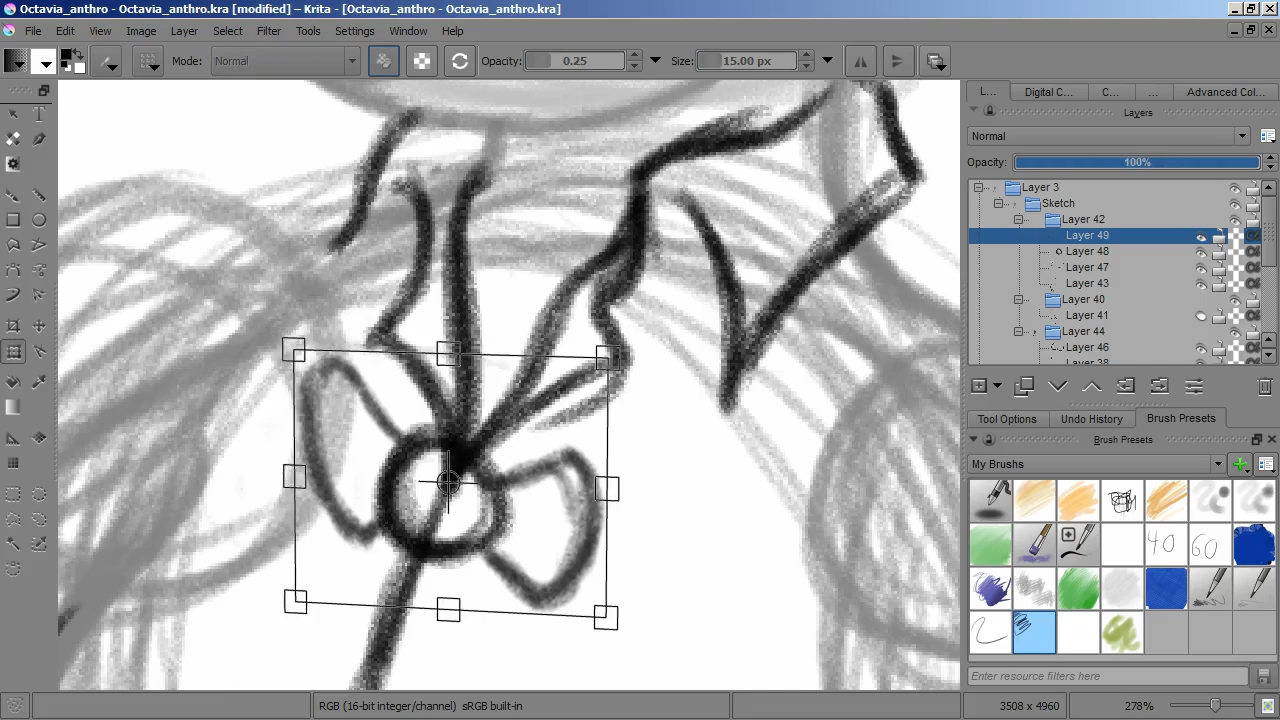 Octavia_anthro - Octavia_anthro.kra [modified] – Krita - [Octavia_anthro - Octavia_anthro.kra]
File Edit View Image Layer Select Filter Tools Settings Window Help
Mode: Normal Opacity: 0.25 Size: 15.00 px
L... Digital C... C... ... Advanced Col...
Layers
Normal
Opacity: 100%
Layer 3
Sketch
Layer 42
Layer 49
Layer 48
Layer 47
Layer 43
Layer 40
Layer 41
Layer 44
Layer 46
Layer 38
Tool Options Undo History Brush Presets
Brush Presets
My Brushes
40 60
Enter resource filters here
RGB (16-bit integer/channel) sRGB built-in 3508 x 4960 278%